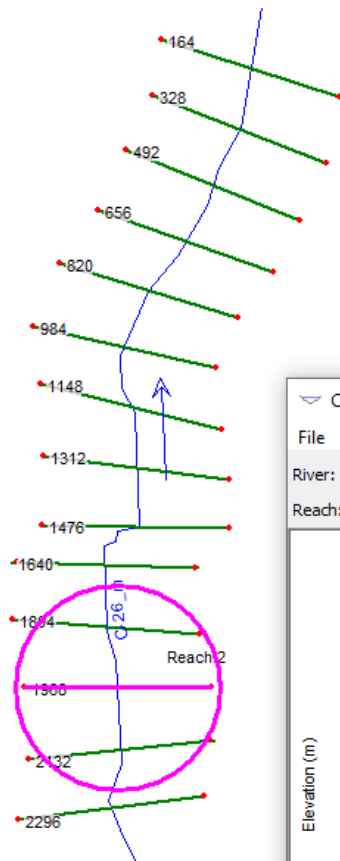 164
328
492
656
820
984
1148
C
File
1312
River:
Reach:
1476
1640
C-26_m
1804
Reach 2
1968
2132
Elevation (m)
2296